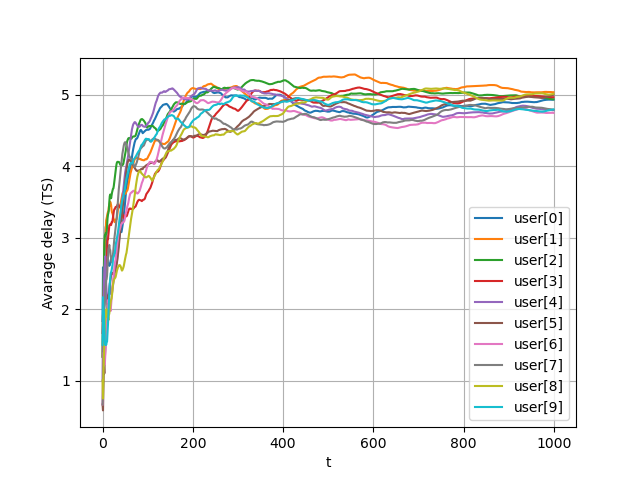 5
4
3
2
1
Avarage delay (TS)
0
200
400
600
800
1000
t
user[0]
user[1]
user[2]
user[3]
user[4]
user[5]
user[6]
user[7]
user[8]
user[9]